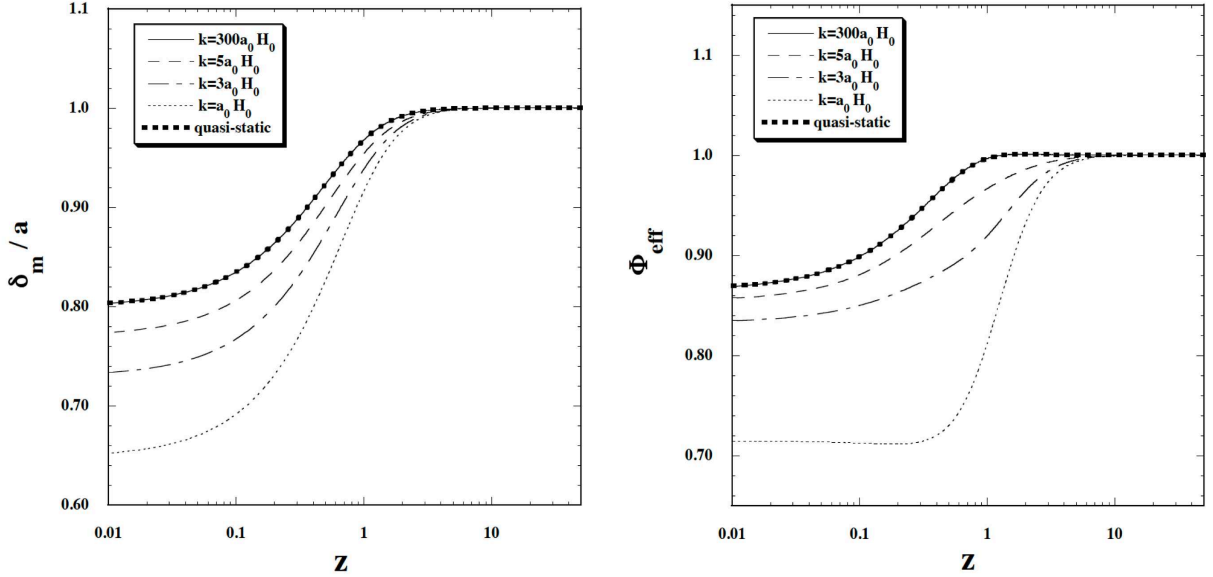 k=300a₀H₀
k=5a₀H₀
k=3a₀H₀
k=a₀H₀
quasi-static
1.1
1.0
0.90
0.80
0.70
0.60
δₘ / a
0.01
0.1
1
10
z
k=300a₀H₀
k=5a₀H₀
k=3a₀H₀
k=a₀H₀
quasi-static
1.1
1.0
0.90
0.80
0.70
Φeff
0.01
0.1
1
10
z